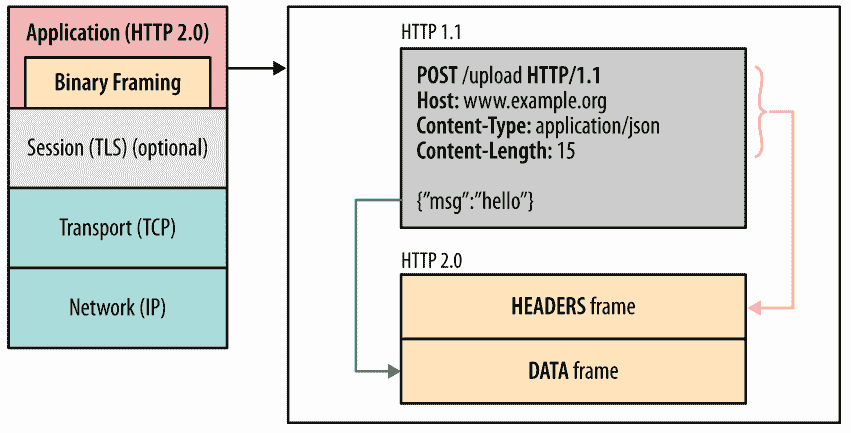 Application (HTTP 2.0)
Binary Framing
Session (TLS) (optional)
Transport (TCP)
Network (IP)
HTTP 1.1
POST /upload HTTP/1.1
Host: www.example.org
Content-Type: application/json
Content-Length: 15
{”msg”:”hello”}
HTTP 2.0
HEADERS frame
DATA frame